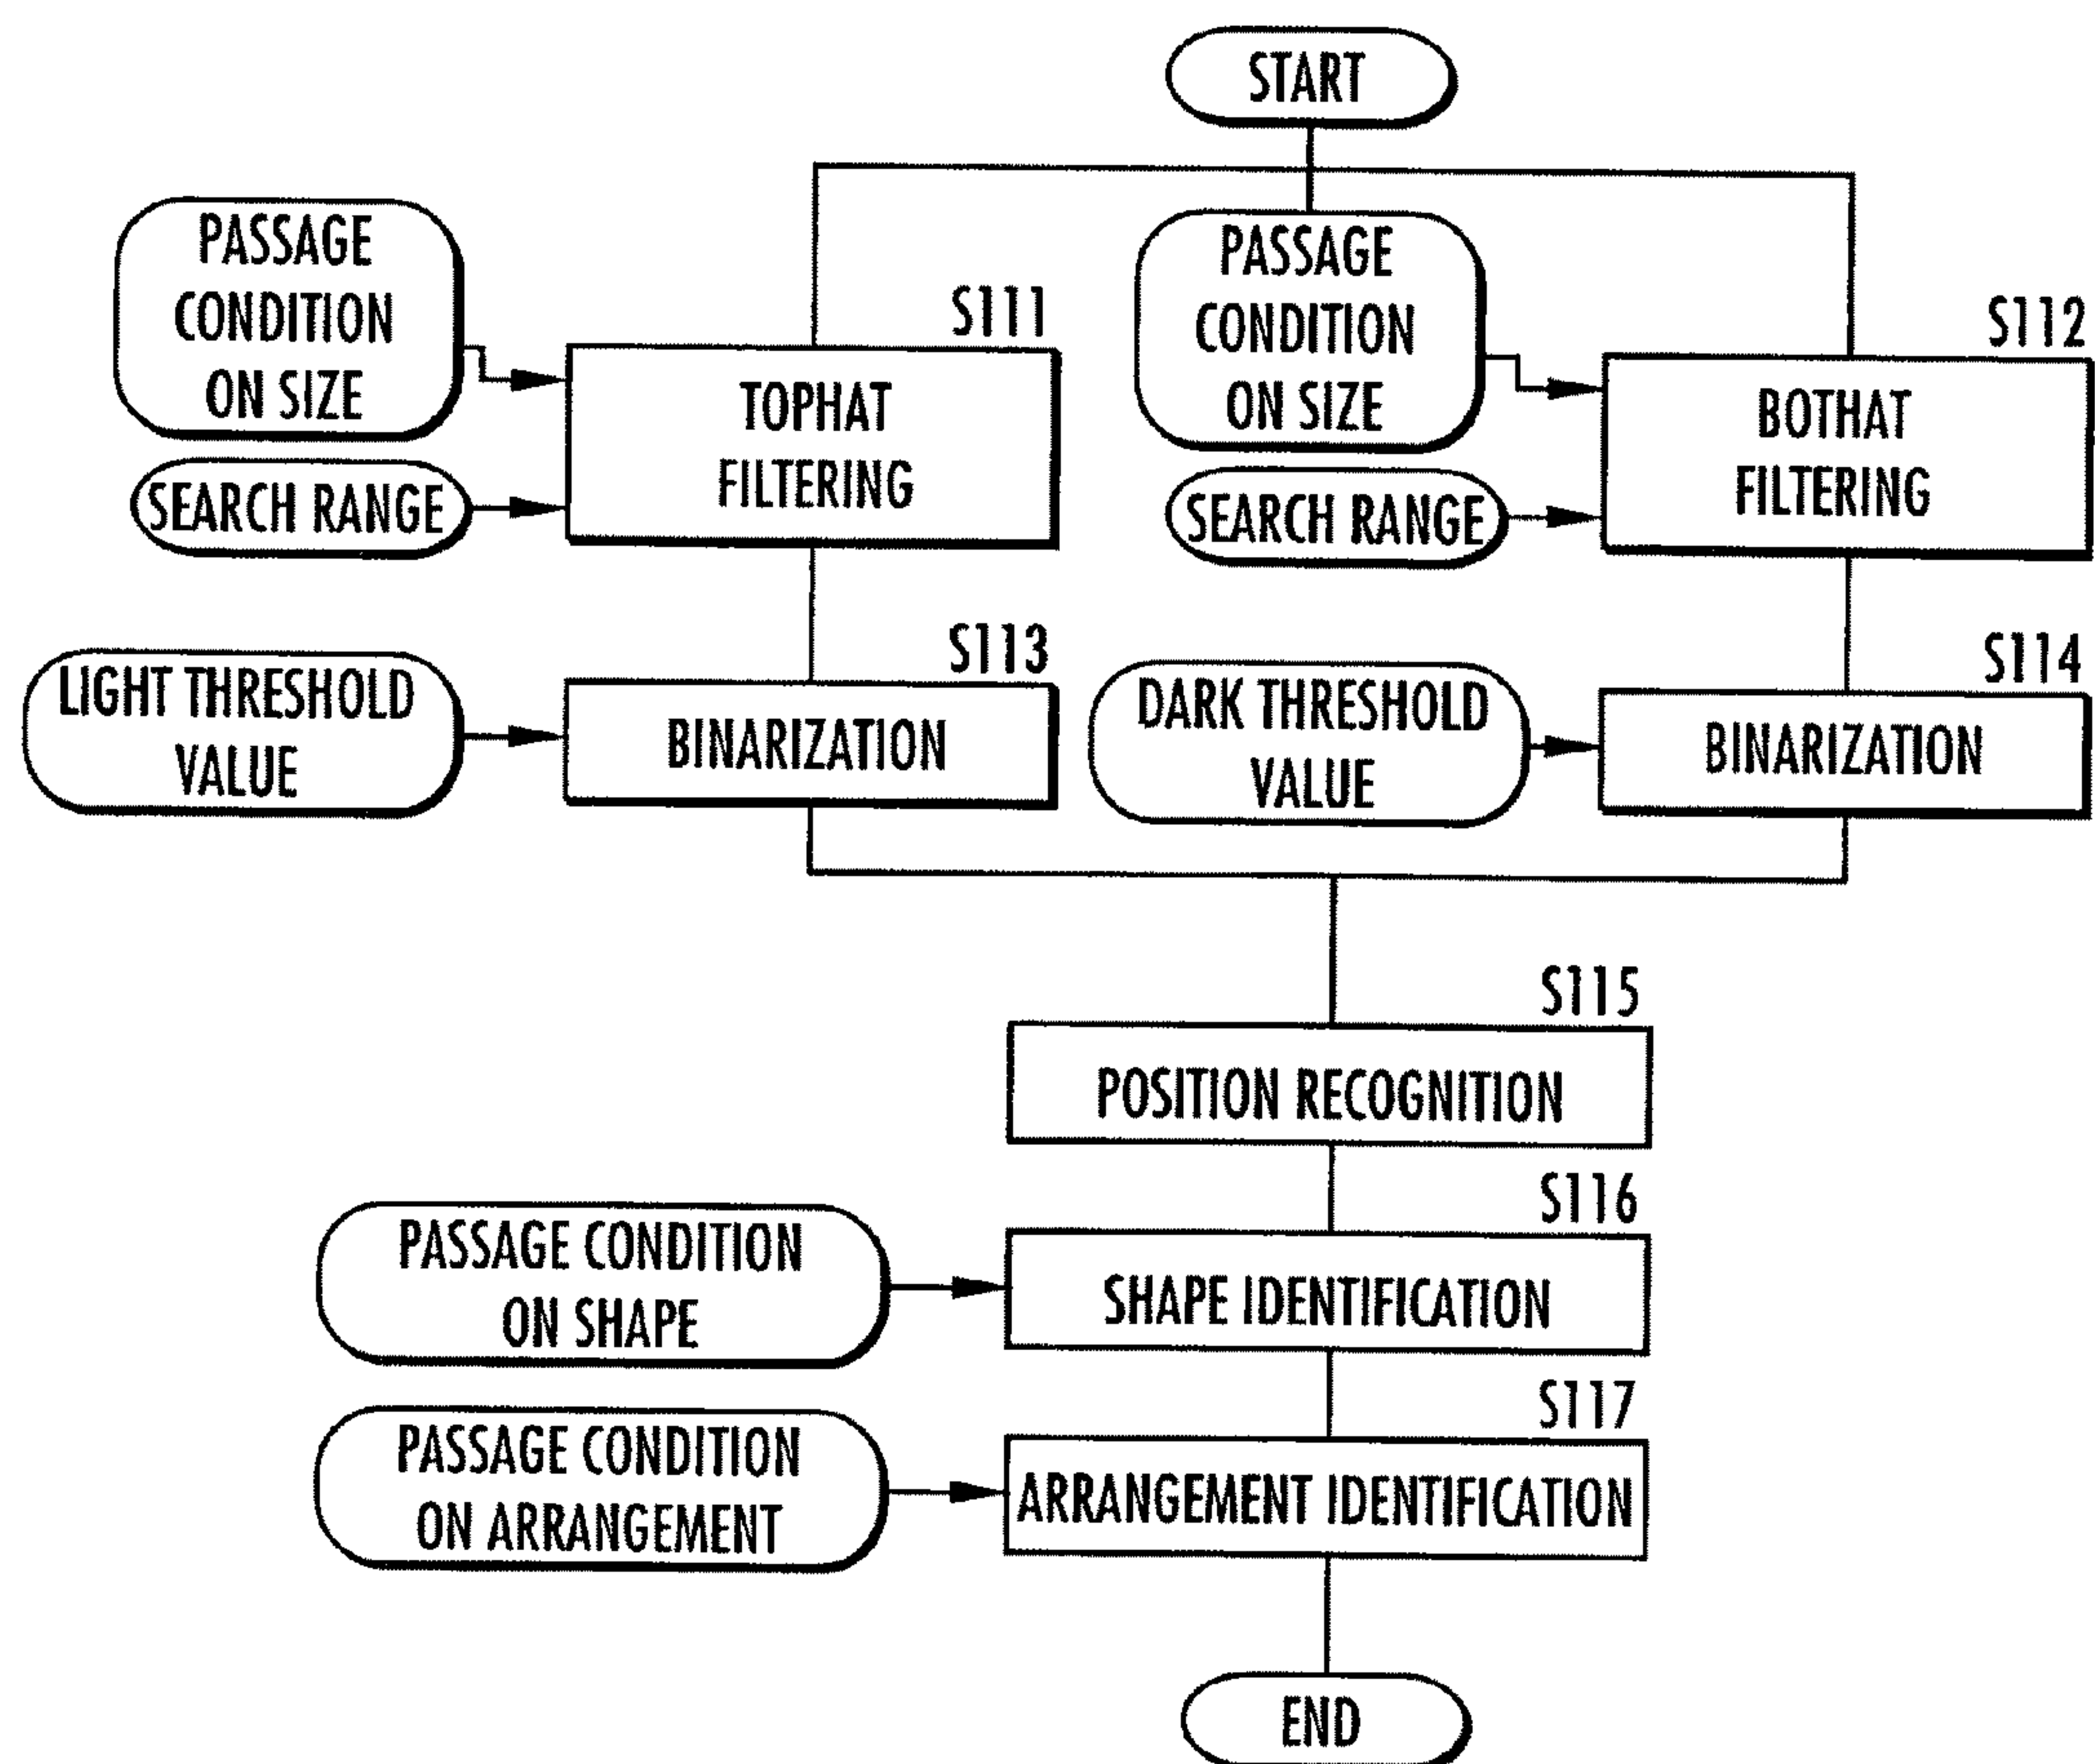 START
PASSAGE
CONDITION
ON SIZE
SEARCH RANGE
S111
TOPHAT
FILTERING
PASSAGE
CONDITION
ON SIZE
SEARCH RANGE
S112
BOTHAT
FILTERING
LIGHT THRESHOLD
VALUE
S113
BINARIZATION
DARK THRESHOLD
VALUE
S114
BINARIZATION
S115
POSITION RECOGNITION
PASSAGE CONDITION
ON SHAPE
S116
SHAPE IDENTIFICATION
PASSAGE CONDITION
ON ARRANGEMENT
S117
ARRANGEMENT IDENTIFICATION
END